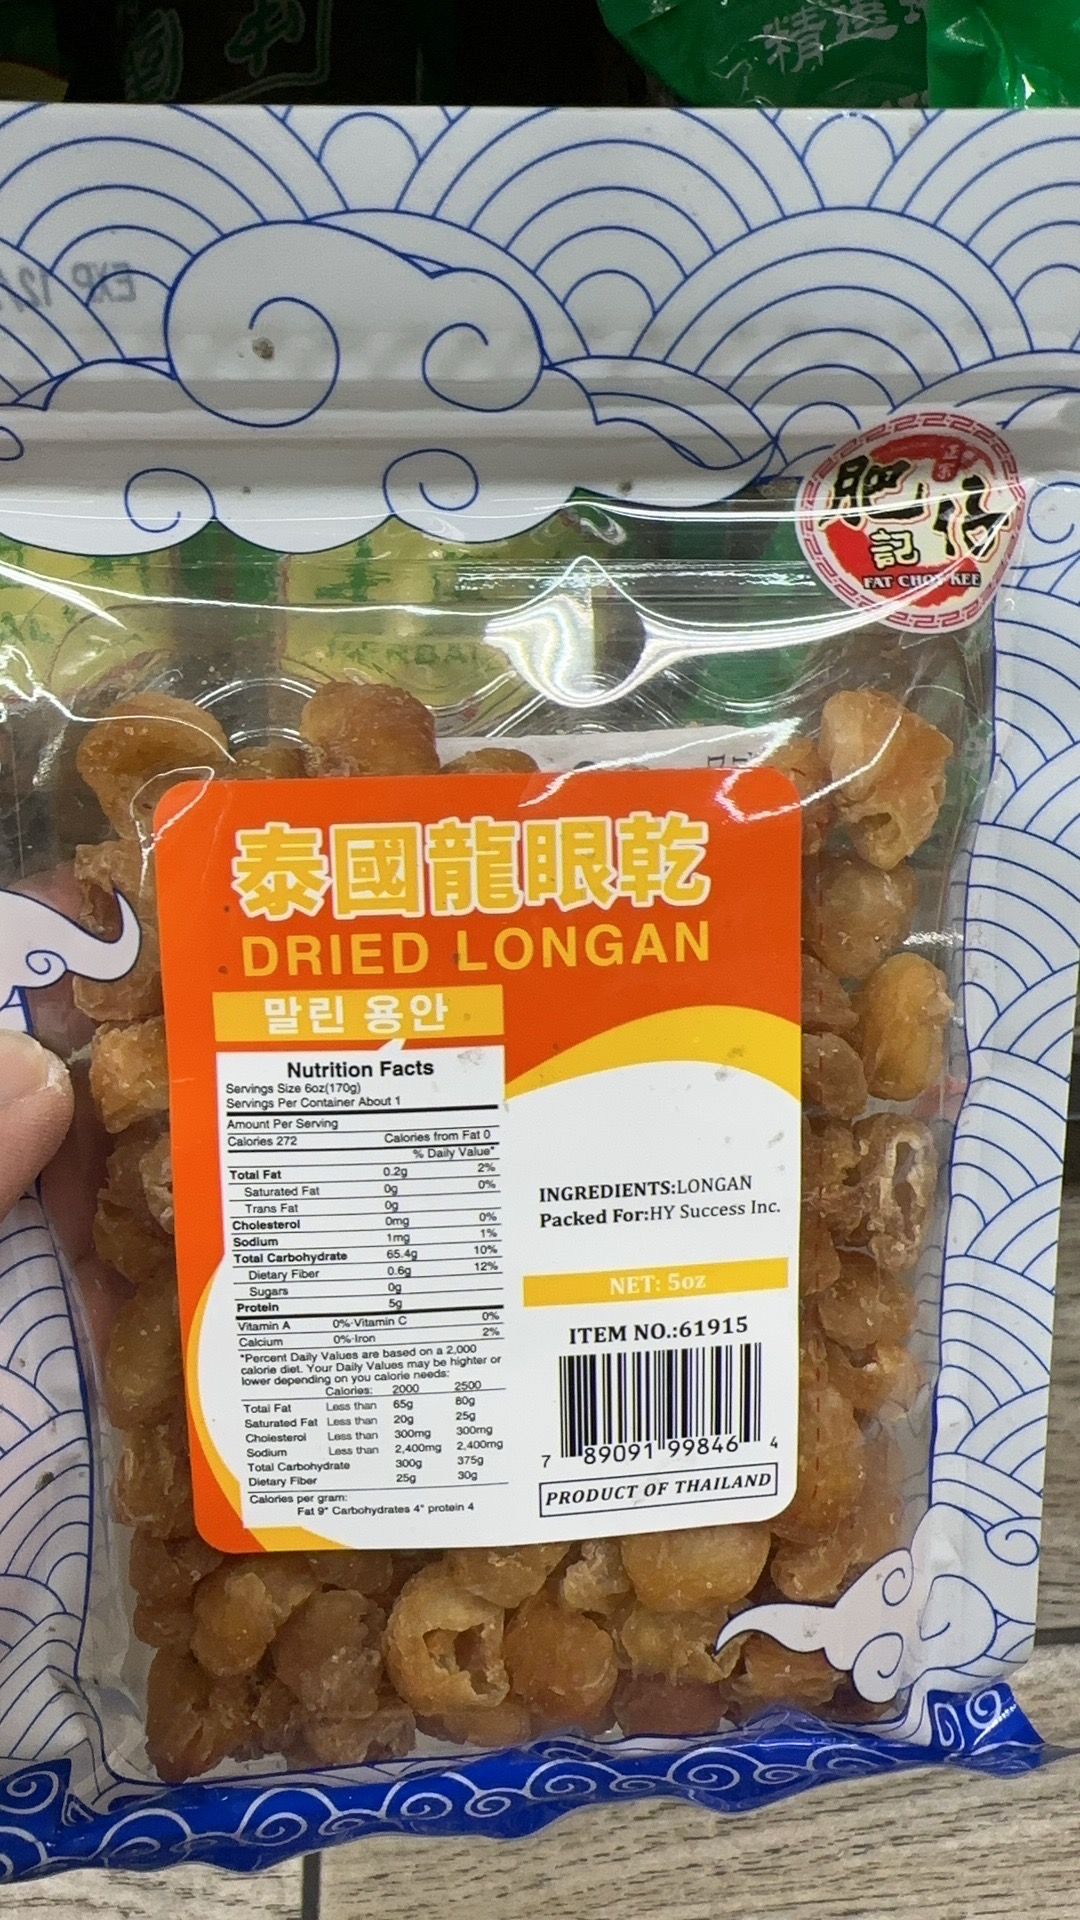 精造
EXP 12/
正宗
肥仔
記
FAT CHOY KEE
泰國龍眼乾
DRIED LONGAN
말린 용안
Nutrition Facts
Servings Size 6oz(170g)
Servings Per Container About 1
Amount Per Serving
Calories 272 Calories from Fat 0
% Daily Value*
Total Fat 0.2g 2%
Saturated Fat 0g 0%
Trans Fat 0g
Cholesterol 0mg 0%
Sodium 1mg 1%
Total Carbohydrate 65.4g 10%
Dietary Fiber 0.6g 12%
Sugars 0g
Protein 5g
Vitamin A 0%·Vitamin C 0%
Calcium 0%·Iron 2%
*Percent Daily Values are based on a 2,000
calorie diet. Your Daily Values may be highter or
lower depending on you calorie needs:
Calories: 2000 2500
Total Fat Less than 65g 80g
Saturated Fat Less than 20g 25g
Cholesterol Less than 300mg 300mg
Sodium Less than 2,400mg 2,400mg
Total Carbohydrate 300g 375g
Dietary Fiber 25g 30g
Calories per gram:
Fat 9* Carbohydrates 4* protein 4
INGREDIENTS:LONGAN
Packed For:HY Success Inc.
NET: 5oz
ITEM NO.:61915
7 89091 99846 4
PRODUCT OF THAILAND